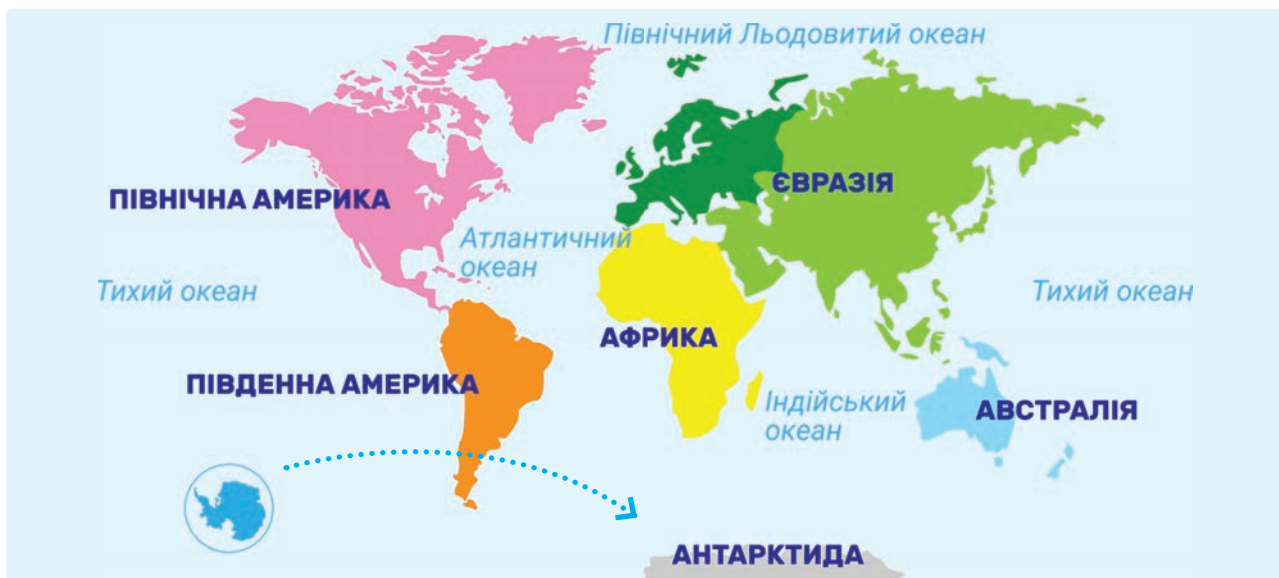 Північний Льодовитий океан
ЄВРАЗІЯ
ПІВНІЧНА АМЕРИКА
Атлантичний
океан
Тихий океан
Тихий океан
АФРИКА
ПІВДЕННА АМЕРИКА
Індійський
океан
АВСТРАЛІЯ
АНТАРКТИДА